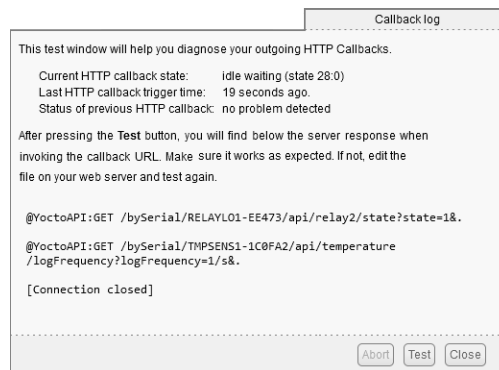 Callback log
This test window will help you diagnose your outgoing HTTP Callbacks.
Current HTTP callback state: idle waiting (state 28:0)
Last HTTP callback trigger time: 19 seconds ago.
Status of previous HTTP callback: no problem detected
After pressing the Test button, you will find below the server response when
invoking the callback URL. Make sure it works as expected. If not, edit the
file on your web server and test again.
@YoctoAPI:GET /bySerial/RELAYLO1-EE473/api/relay2/state?state=1&.
@YoctoAPI:GET /bySerial/TMPSENS1-1C0FA2/api/temperature
/logFrequency?logFrequency=1/s&.
[Connection closed]
Abort Test Close